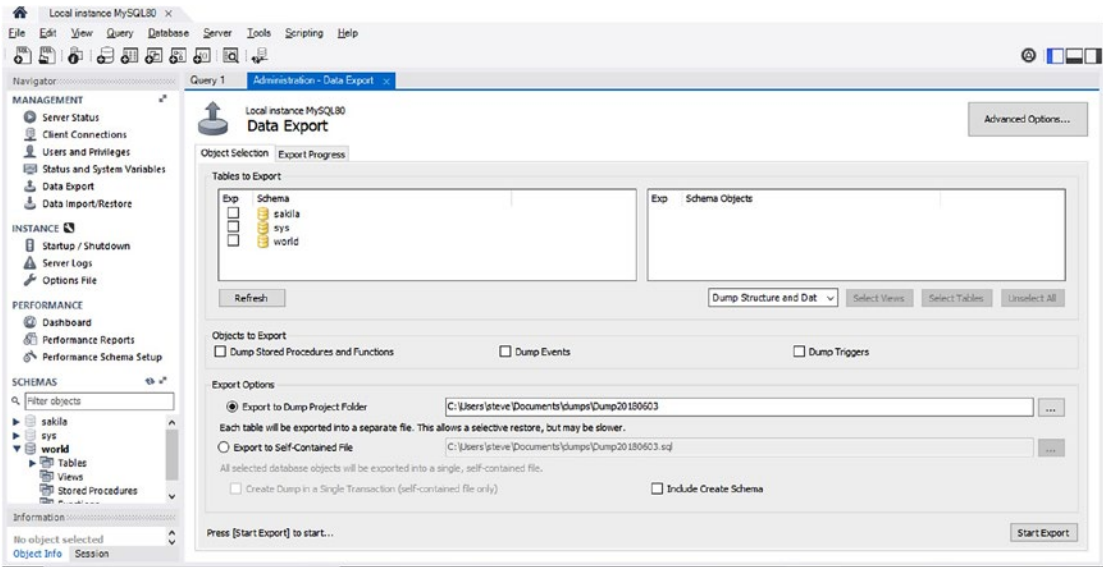 Local instance MySQL80 ×
File Edit View Query Database Server Tools Scripting Help
Navigator
MANAGEMENT
Server Status
Client Connections
Users and Privileges
Status and System Variables
Data Export
Data Import/Restore
INSTANCE
Startup / Shutdown
Server Logs
Options File
PERFORMANCE
Dashboard
Performance Reports
Performance Schema Setup
SCHEMAS
Filter objects
sakila
sys
world
Tables
Views
Stored Procedures
Functions
Information
No object selected
Object Info Session
Query 1 Administration - Data Export ×
Local instance MySQL80
Data Export
Advanced Options...
Object Selection Export Progress
Tables to Export
Exp Schema
sakila
sys
world
Exp Schema Objects
Refresh
Dump Structure and Dat
Select Views
Select Tables
Unselect All
Objects to Export
Dump Stored Procedures and Functions
Dump Events
Dump Triggers
Export Options
Export to Dump Project Folder
C:\Users\steve\Documents\dumps\Dump20180603
...
Each table will be exported into a separate file. This allows a selective restore, but may be slower.
Export to Self-Contained File
C:\Users\steve\Documents\dumps\Dump20180603.sql
...
All selected database objects will be exported into a single, self-contained file.
Create Dump in a Single Transaction (self-contained file only)
Include Create Schema
Press [Start Export] to start...
Start Export